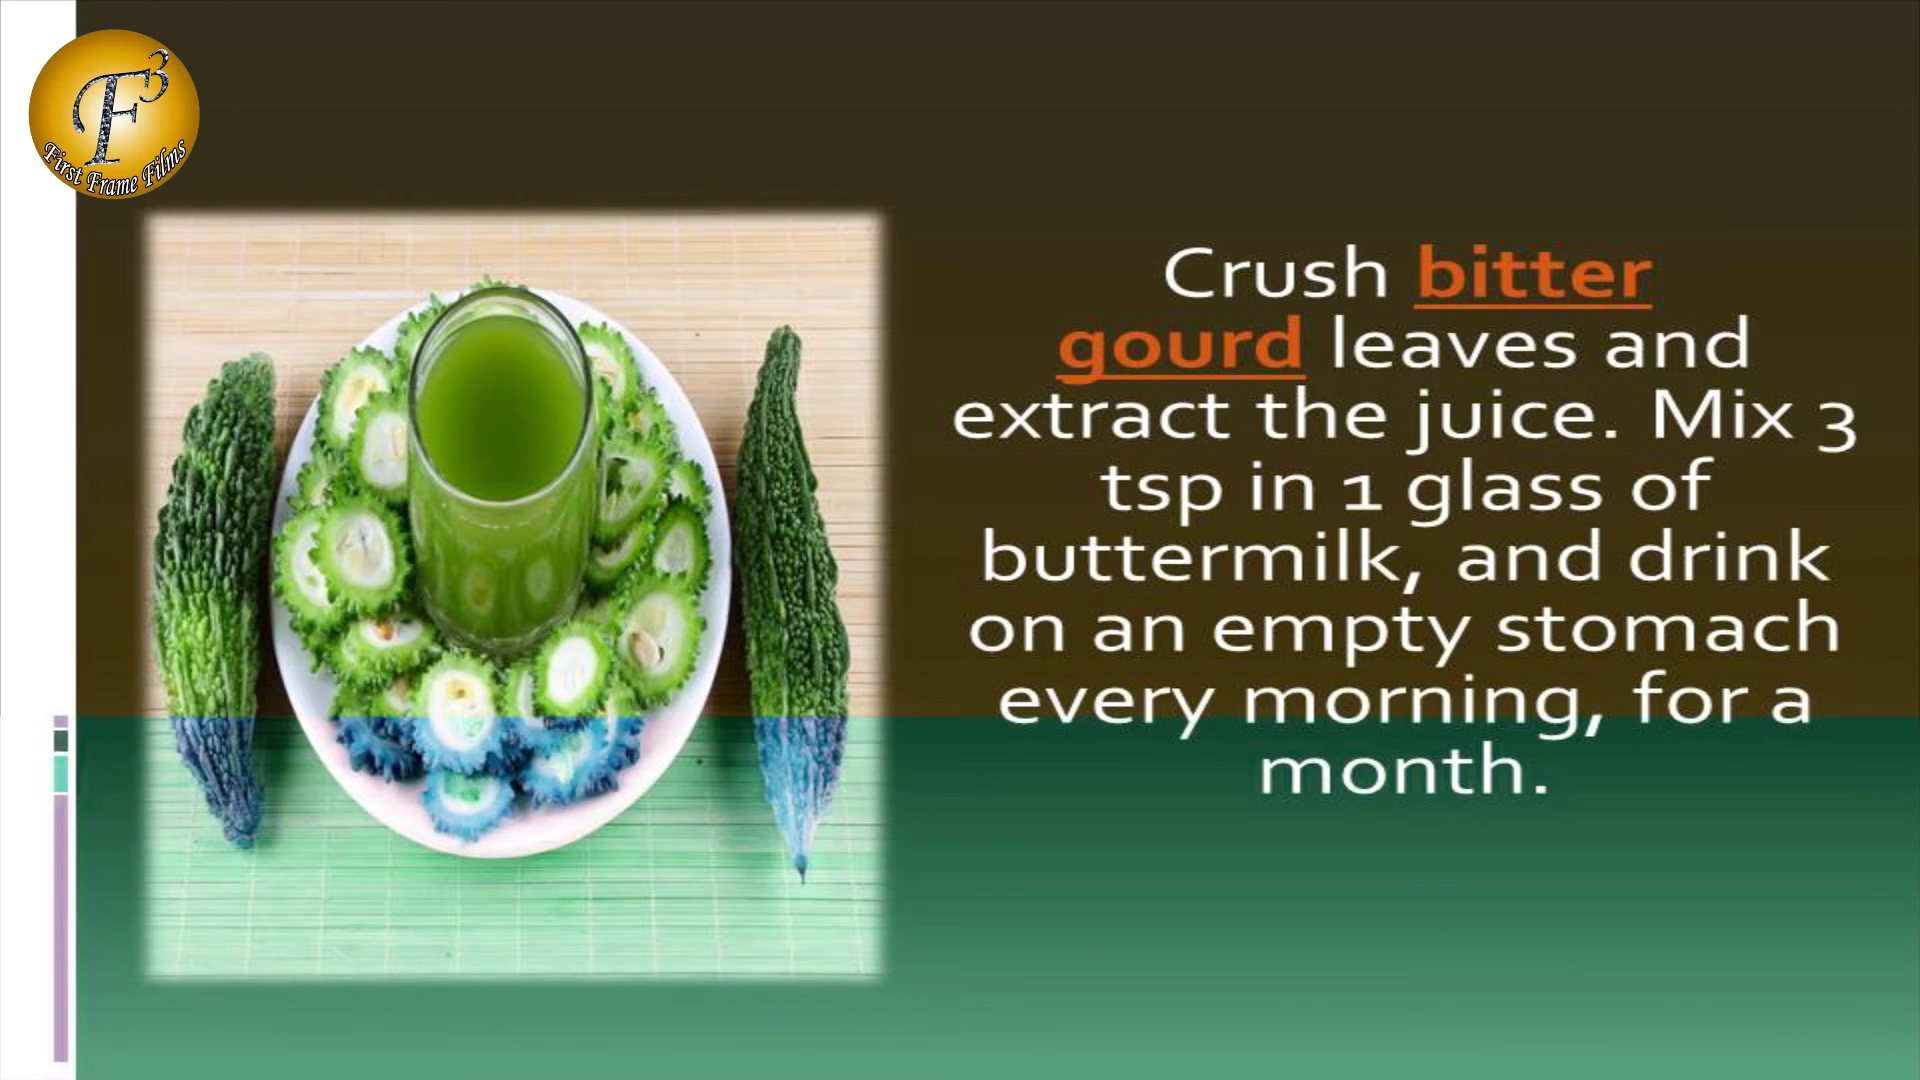 F3
First Frame Films
Crush bitter
gourd leaves and
extract the juice. Mix 3
tsp in 1 glass of
buttermilk, and drink
on an empty stomach
every morning, for a
month.